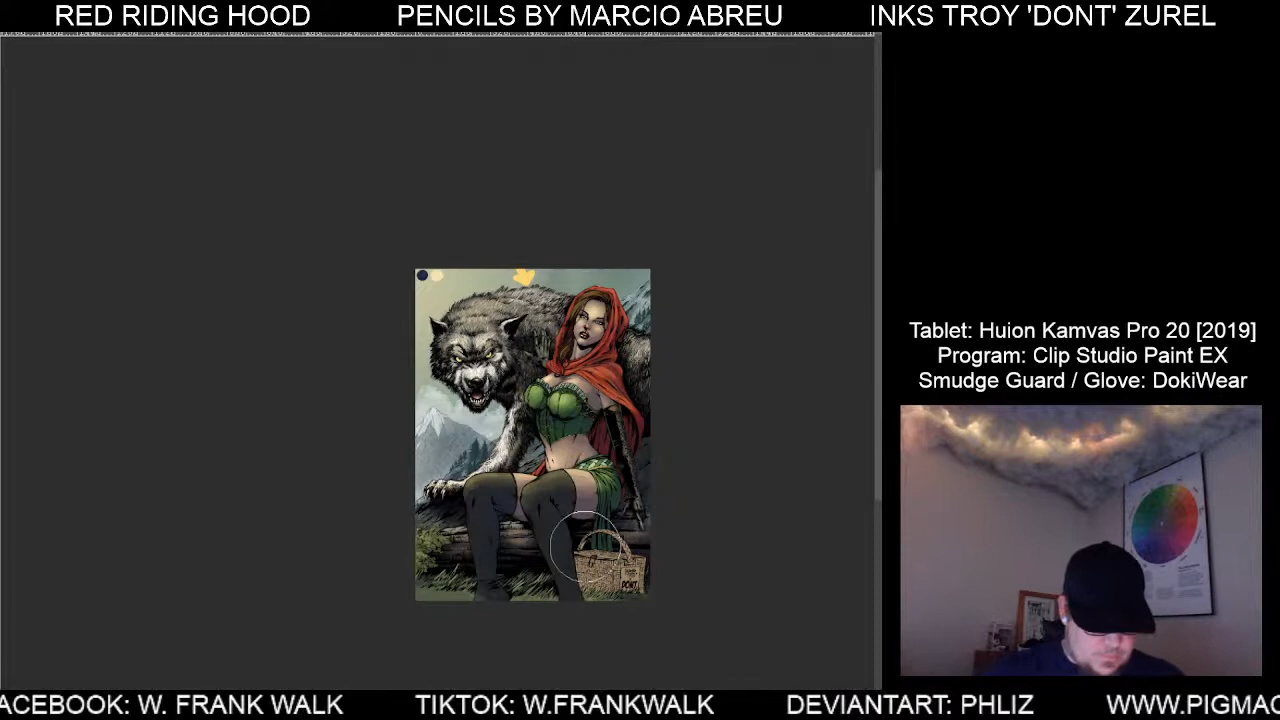 RED RIDING HOOD PENCILS BY MARCIO ABREU INKS TROY 'DONT' ZUREL
Tablet: Huion Kamvas Pro 20 [2019]
Program: Clip Studio Paint EX
Smudge Guard / Glove: DokiWear
DONT
ACEBOOK: W. FRANK WALK TIKTOK: W.FRANKWALK DEVIANTART: PHLIZ WWW.PIGMAC